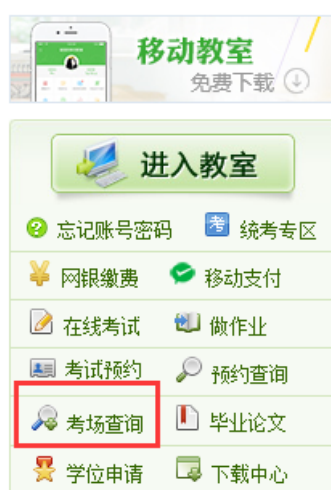 移动教室
免费下载
进入教室
忘记账号密码 考 统考专区
网银缴费 移动支付
在线考试 做作业
考试预约 预约查询
考场查询 毕业论文
学位申请 下载中心